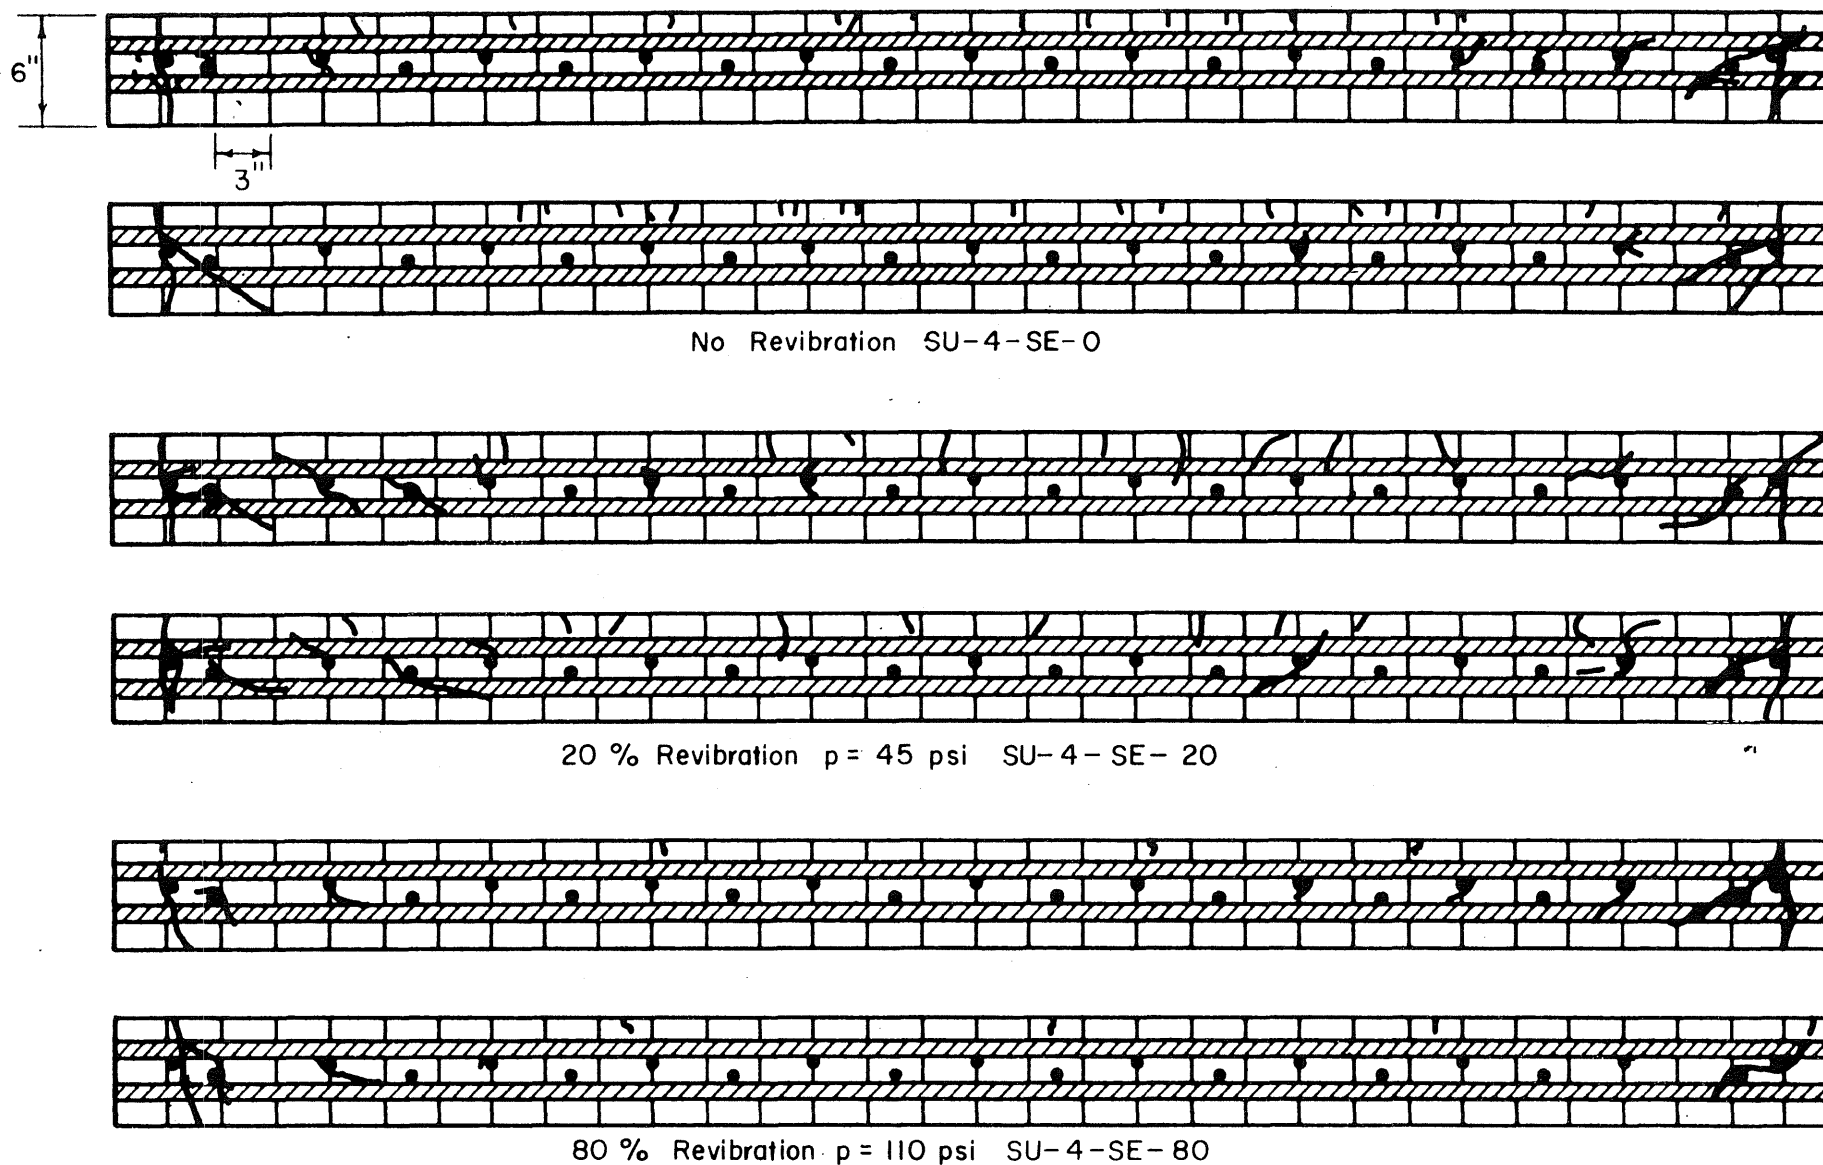 6"
3"
No Revibration SU-4-SE-0
20 % Revibration p = 45 psi SU-4-SE-20
80 % Revibration p = 110 psi SU-4-SE-80